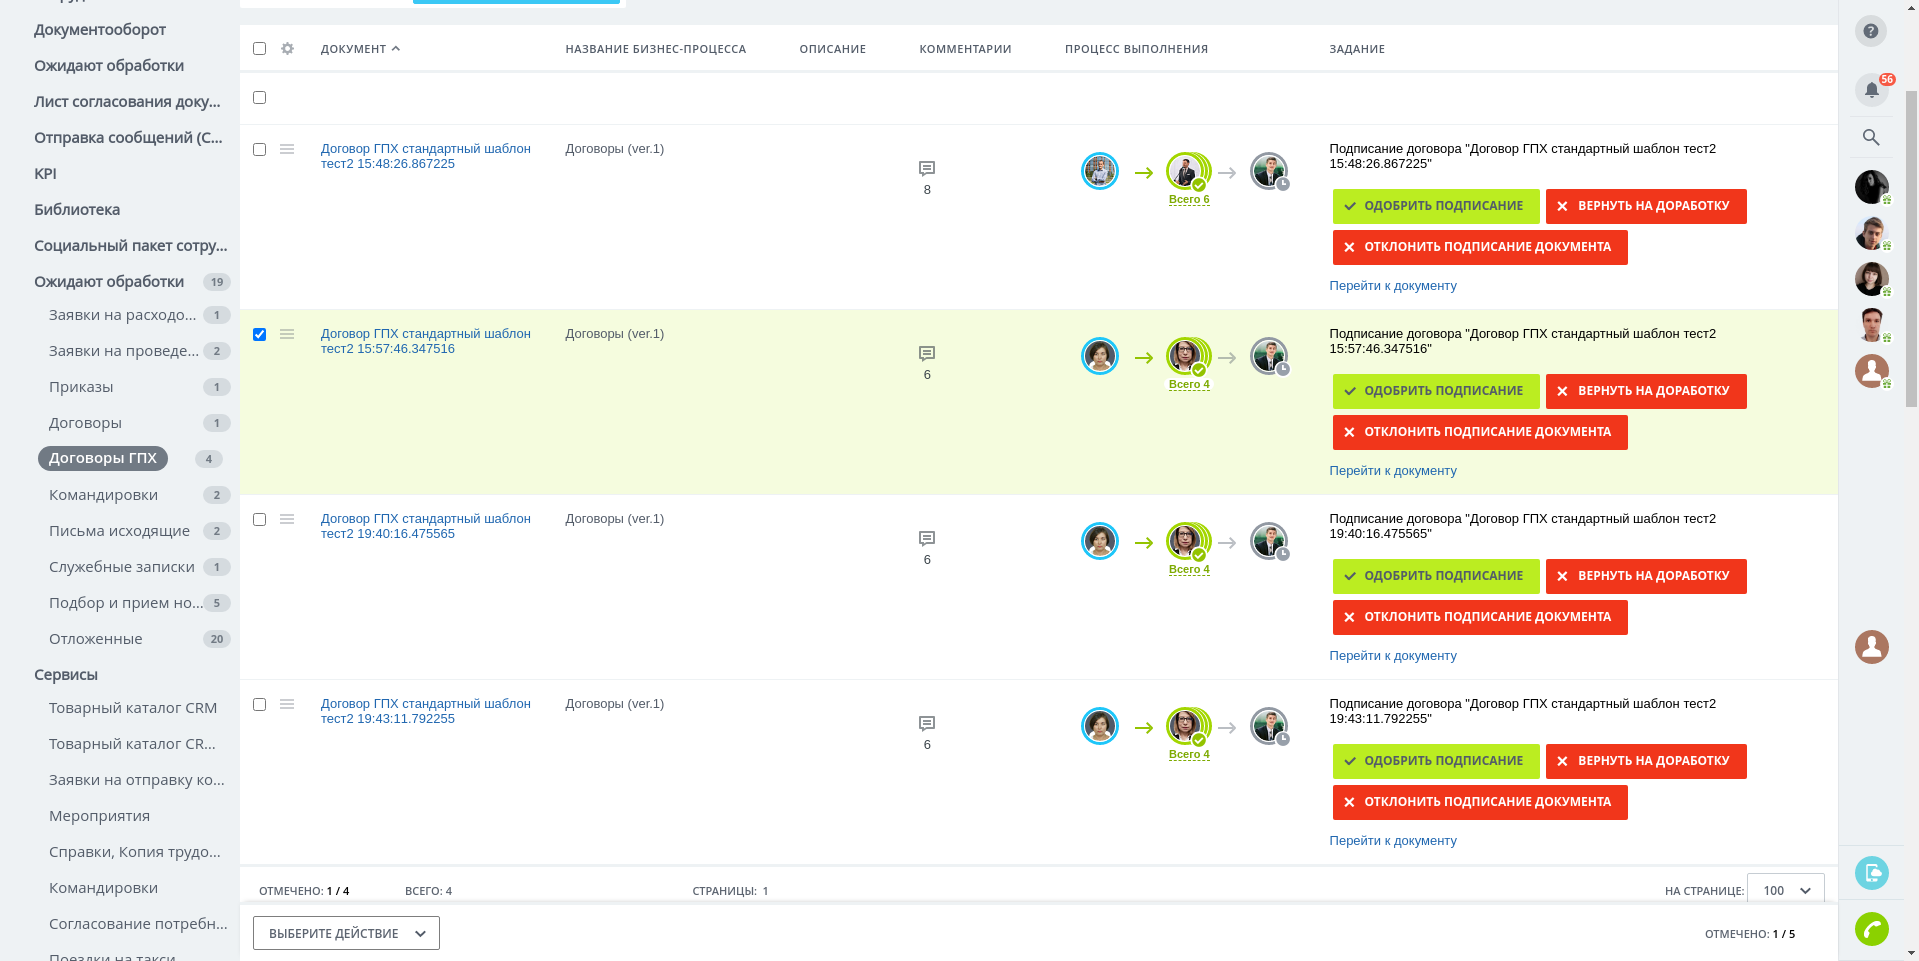 Документооборот
Ожидают обработки
Лист согласования доку...
Отправка сообщений (С...
KPI
Библиотека
Социальный пакет сотру...
Ожидают обработки 19
Заявки на расходо... 1
Заявки на проведе... 2
Приказы 1
Договоры 1
Договоры ГПХ 4
Командировки 2
Письма исходящие 2
Служебные записки 1
Подбор и прием но... 5
Отложенные 20
Сервисы
Товарный каталог CRM
Товарный каталог CR...
Заявки на отправку ко...
Мероприятия
Справки, Копия трудо...
Командировки
Согласование потребн...
Поездки на такси
ДОКУМЕНТ НАЗВАНИЕ БИЗНЕС-ПРОЦЕССА ОПИСАНИЕ КОММЕНТАРИИ ПРОЦЕСС ВЫПОЛНЕНИЯ ЗАДАНИЕ
Договор ГПХ стандартный шаблон
тест2 15:48:26.867225
Договоры (ver.1)
8
Всего 6
Подписание договора "Договор ГПХ стандартный шаблон тест2
15:48:26.867225"
ОДОБРИТЬ ПОДПИСАНИЕ ВЕРНУТЬ НА ДОРАБОТКУ
ОТКЛОНИТЬ ПОДПИСАНИЕ ДОКУМЕНТА
Перейти к документу
Договор ГПХ стандартный шаблон
тест2 15:57:46.347516
Договоры (ver.1)
6
Всего 4
Подписание договора "Договор ГПХ стандартный шаблон тест2
15:57:46.347516"
ОДОБРИТЬ ПОДПИСАНИЕ ВЕРНУТЬ НА ДОРАБОТКУ
ОТКЛОНИТЬ ПОДПИСАНИЕ ДОКУМЕНТА
Перейти к документу
Договор ГПХ стандартный шаблон
тест2 19:40:16.475565
Договоры (ver.1)
6
Всего 4
Подписание договора "Договор ГПХ стандартный шаблон тест2
19:40:16.475565"
ОДОБРИТЬ ПОДПИСАНИЕ ВЕРНУТЬ НА ДОРАБОТКУ
ОТКЛОНИТЬ ПОДПИСАНИЕ ДОКУМЕНТА
Перейти к документу
Договор ГПХ стандартный шаблон
тест2 19:43:11.792255
Договоры (ver.1)
6
Всего 4
Подписание договора "Договор ГПХ стандартный шаблон тест2
19:43:11.792255"
ОДОБРИТЬ ПОДПИСАНИЕ ВЕРНУТЬ НА ДОРАБОТКУ
ОТКЛОНИТЬ ПОДПИСАНИЕ ДОКУМЕНТА
Перейти к документу
ОТМЕЧЕНО: 1 / 4 ВСЕГО: 4 СТРАНИЦЫ: 1 НА СТРАНИЦЕ: 100
ВЫБЕРИТЕ ДЕЙСТВИЕ ОТМЕЧЕНО: 1 / 5
?
56